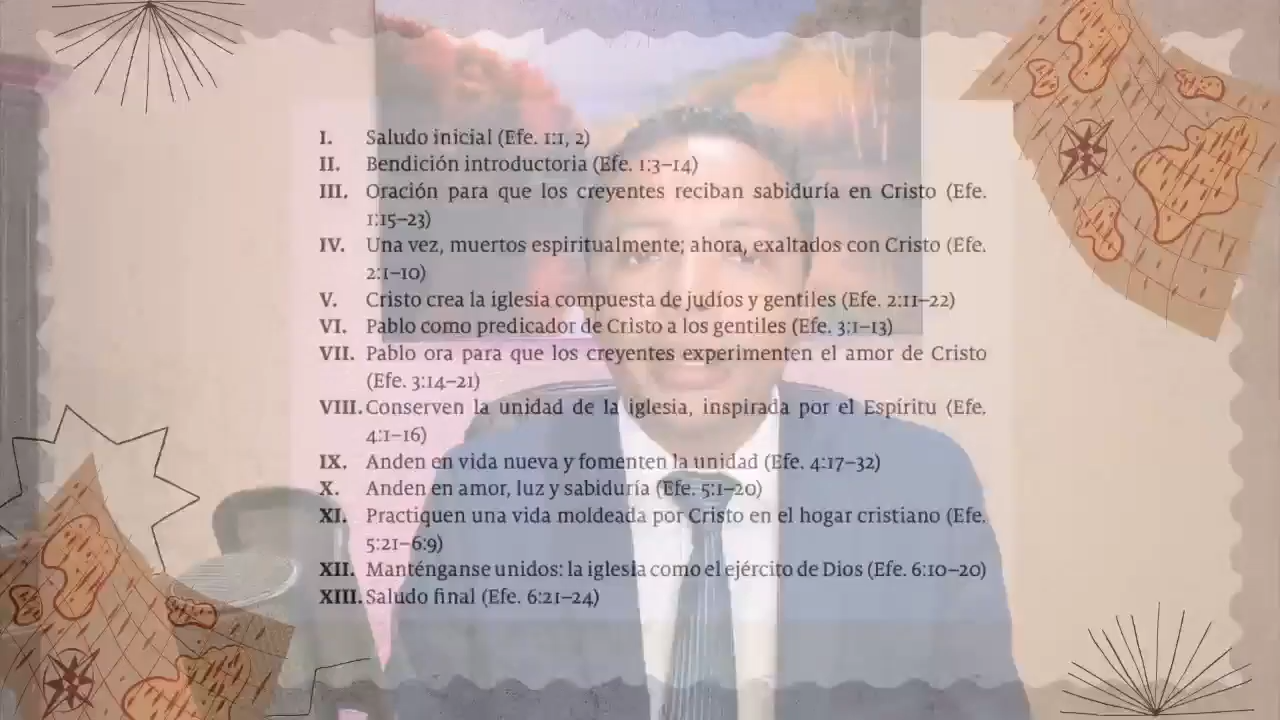 I. Saludo inicial (Efe. 1:1, 2)
II. Bendición introductoria (Efe. 1:3–14)
III. Oración para que los creyentes reciban sabiduría en Cristo (Efe.
1:15–23)
IV. Una vez, muertos espiritualmente; ahora, exaltados con Cristo (Efe.
2:1–10)
V. Cristo crea la iglesia compuesta de judíos y gentiles (Efe. 2:11–22)
VI. Pablo como predicador de Cristo a los gentiles (Efe. 3:1–13)
VII. Pablo ora para que los creyentes experimenten el amor de Cristo
(Efe. 3:14–21)
VIII. Conserven la unidad de la iglesia, inspirada por el Espíritu (Efe.
4:1–16)
IX. Anden en vida nueva y fomenten la unidad (Efe. 4:17–32)
X. Anden en amor, luz y sabiduría (Efe. 5:1–20)
XI. Practiquen una vida moldeada por Cristo en el hogar cristiano (Efe.
5:21–6:9)
XII. Manténganse unidos: la iglesia como el ejército de Dios (Efe. 6:10–20)
XIII. Saludo final (Efe. 6:21–24)